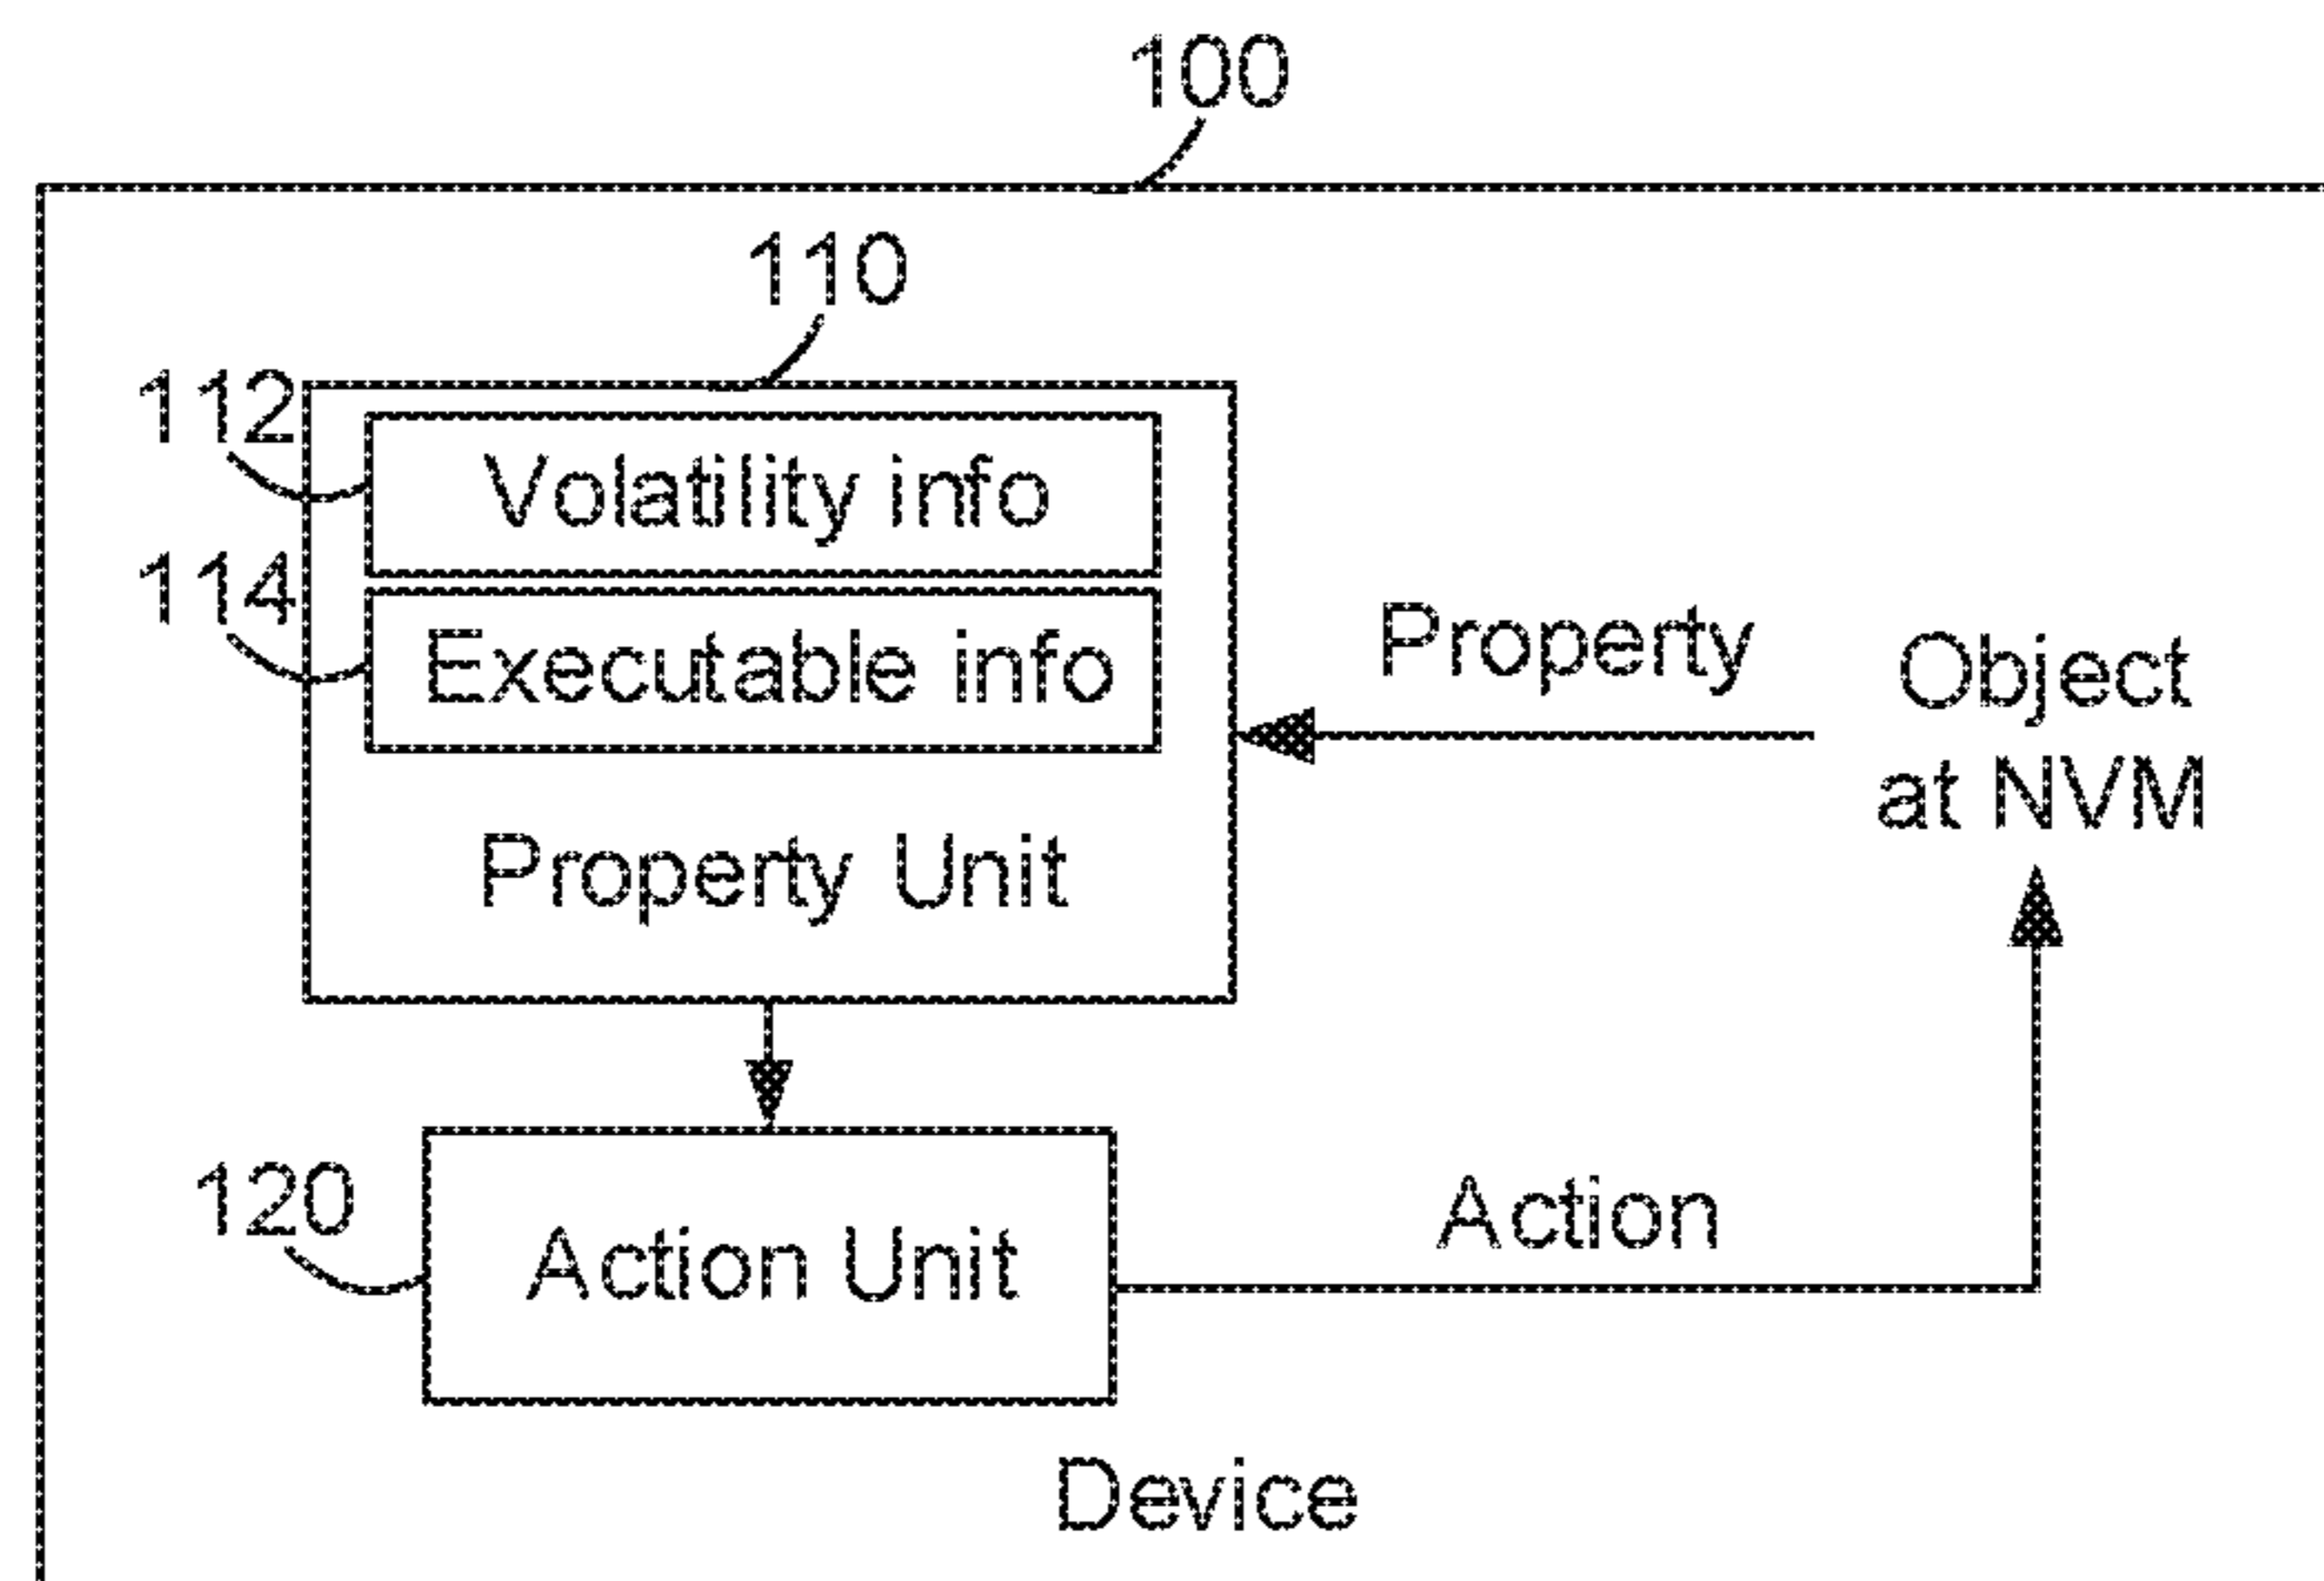 100
110
112
Volatility info
114
Executable info
Property
Object
at NVM
Property Unit
120
Action Unit
Action
Device